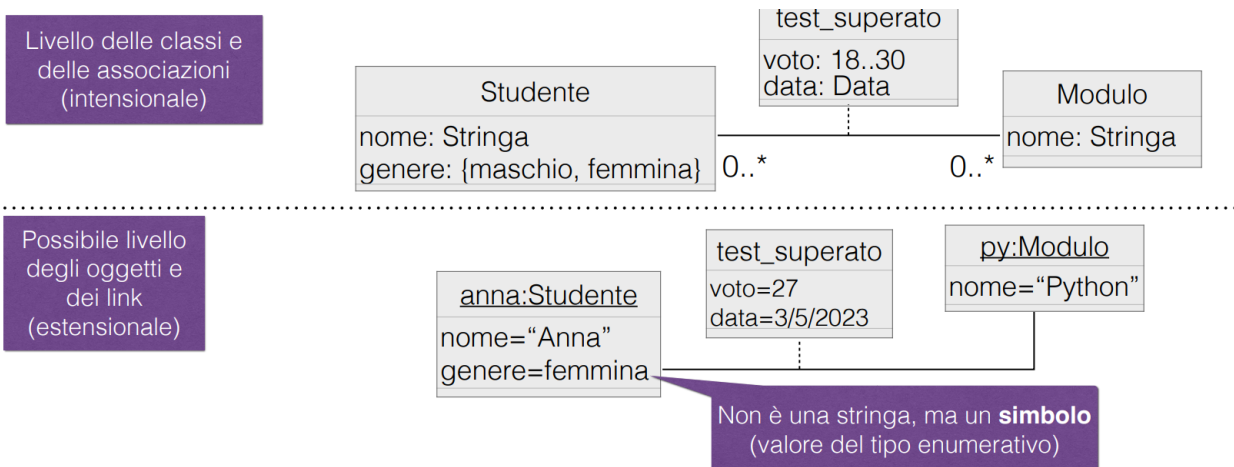 Livello delle classi e
delle associazioni
(intensionale)
test_superato
voto: 18..30
data: Data
Studente
nome: Stringa
genere: {maschio, femmina}
0..*
0..*
Modulo
nome: Stringa
Possibile livello
degli oggetti e
dei link
(estensionale)
anna:Studente
nome=“Anna”
genere=femmina
test_superato
voto=27
data=3/5/2023
py:Modulo
nome=“Python”
Non è una stringa, ma un simbolo
(valore del tipo enumerativo)